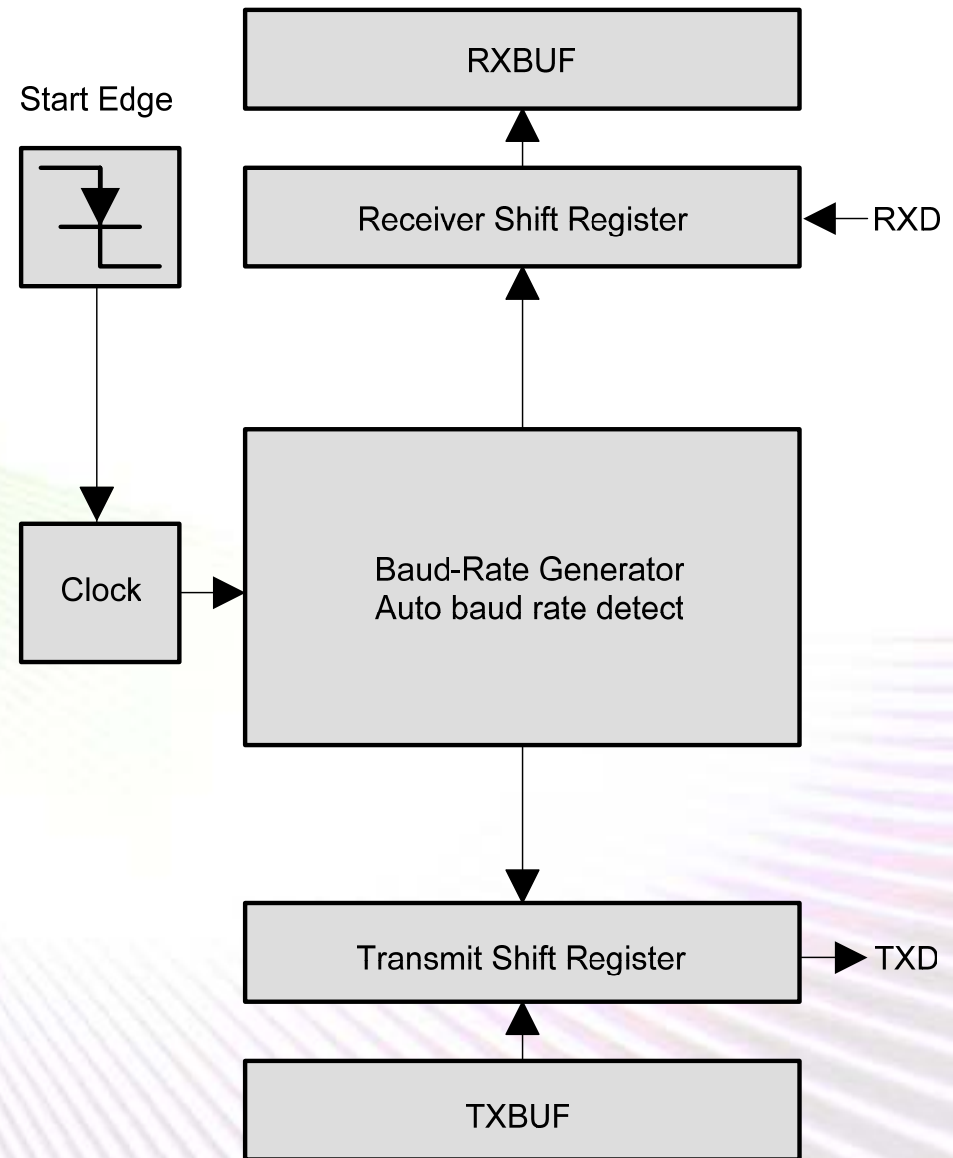 RXBUF
Start Edge
Receiver Shift Register
RXD
Clock
Baud-Rate Generator
Auto baud rate detect
Transmit Shift Register
TXD
TXBUF